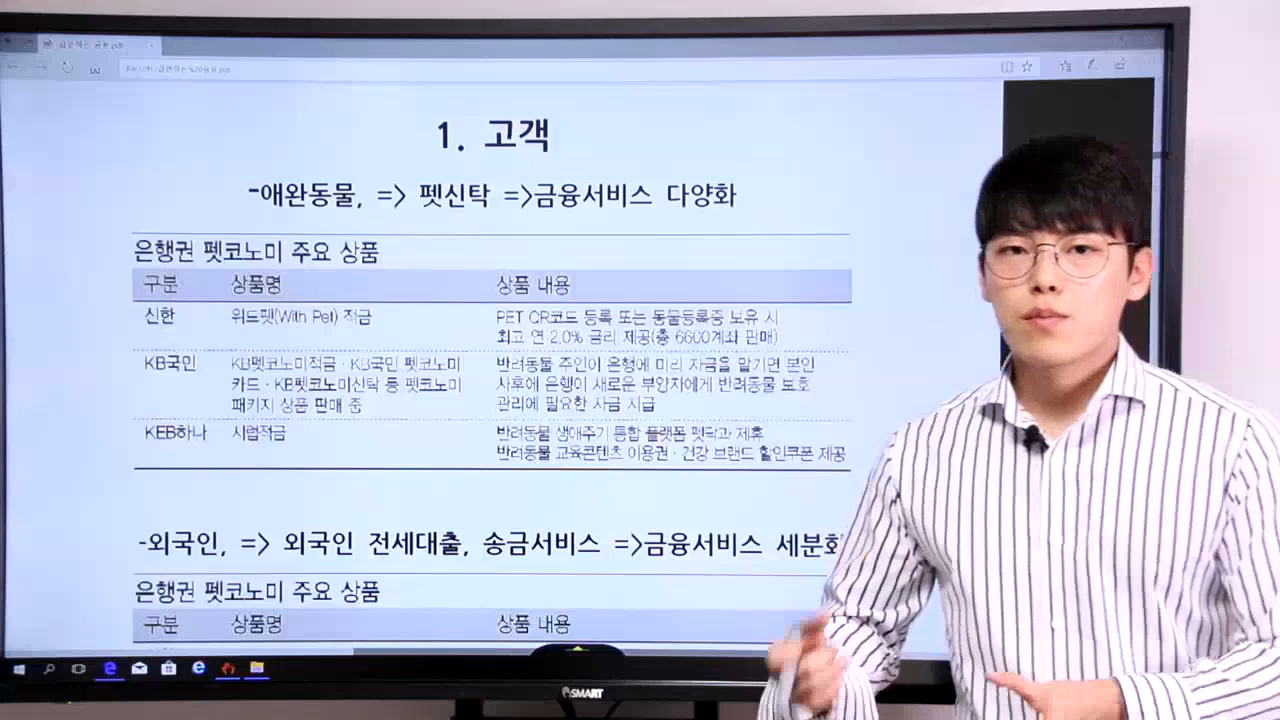 1. 고객
-애완동물, => 펫신탁 =>금융서비스 다양화
은행권 펫코노미 주요 상품
구분 상품명 상품 내용
신한 위드펫(With Pet) 적금 PET QR코드 등록 또는 동물등록증 보유 시
최고 연 2.0% 금리 제공(총 6600계좌 판매)
KB국민 KB펫코노미적금·KB국민 펫코노미 반려동물 주인이 은행에 미리 자금을 맡기면 본인
카드·KB펫코노미신탁 등 펫코노미 사후에 은행이 새로운 부양자에게 반려동물 보호
패키지 상품 판매 중 관리에 필요한 자금 지급
KEB하나 시럽적금 반려동물 생애주기 통합 플랫폼 펫닥과 제휴
반려동물 교육콘텐츠 이용권·건강 브랜드 할인쿠폰 제공
-외국인, => 외국인 전세대출, 송금서비스 =>금융서비스 세분화
은행권 펫코노미 주요 상품
구분 상품명 상품 내용
SMART